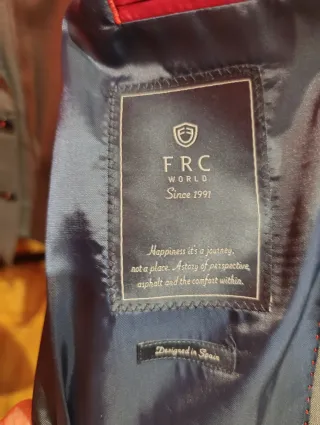 FRC
WORLD
Since 1991
Happiness it's a journey,
not a place. A story of perspective,
asphalt and the comfort within.
Designed in Spain